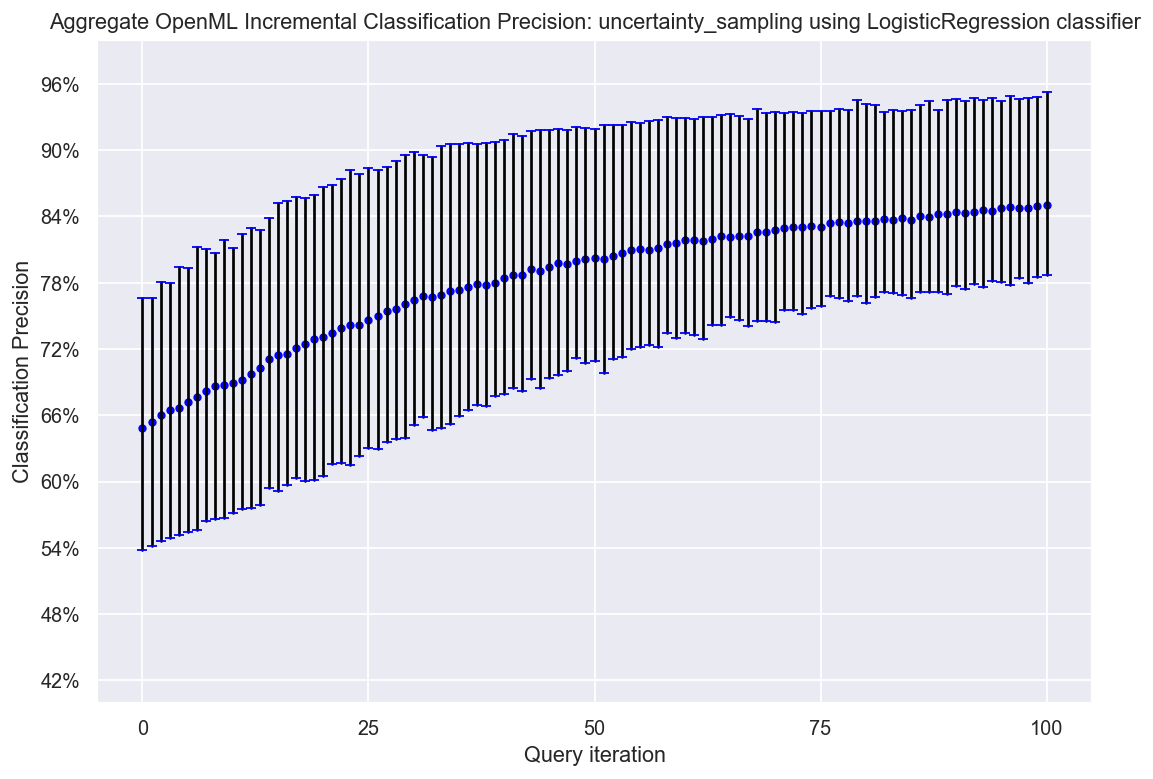 Aggregate OpenML Incremental Classification Precision: uncertainty_sampling using LogisticRegression classifier
96%
90%
84%
78%
72%
66%
60%
54%
48%
42%
Classification Precision
0 25 50 75 100
Query iteration